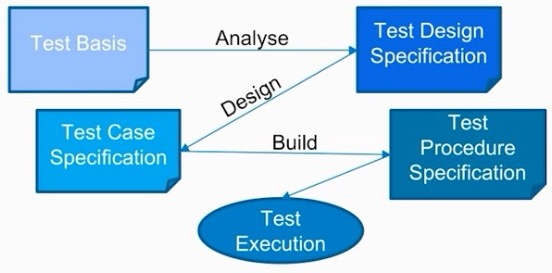 Test Basis
Analyse
Test Design
Specification
Design
Test Case
Specification
Build
Test
Procedure
Specification
Test
Execution